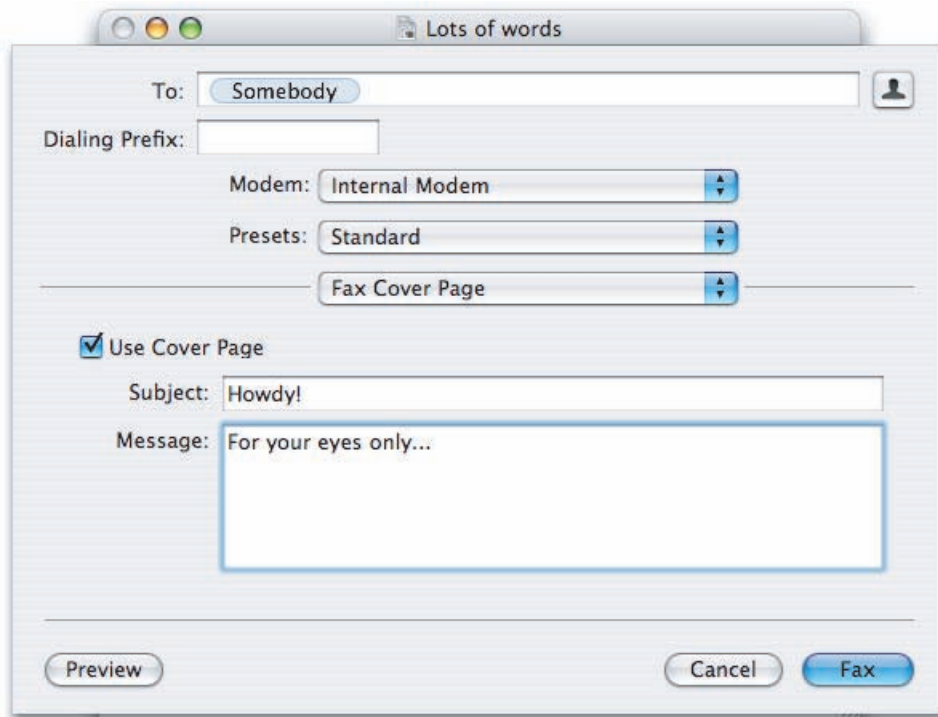 Lots of words
To: Somebody
Dialing Prefix:
Modem: Internal Modem
Presets: Standard
Fax Cover Page
Use Cover Page
Subject: Howdy!
Message: For your eyes only...
Preview Cancel Fax